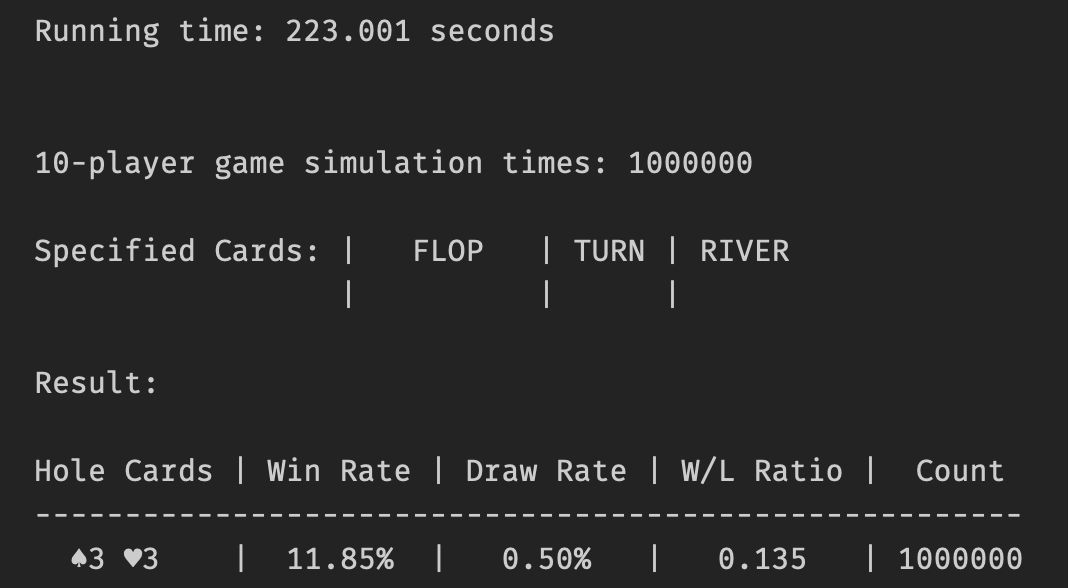 Running time: 223.001 seconds
10-player game simulation times: 1000000
Specified Cards: |   FLOP   | TURN | RIVER
|          |      |
Result:
Hole Cards | Win Rate | Draw Rate | W/L Ratio |  Count
-------------------------------------------------------
♠3 ♥3    |  11.85%  |   0.50%   |   0.135   | 1000000